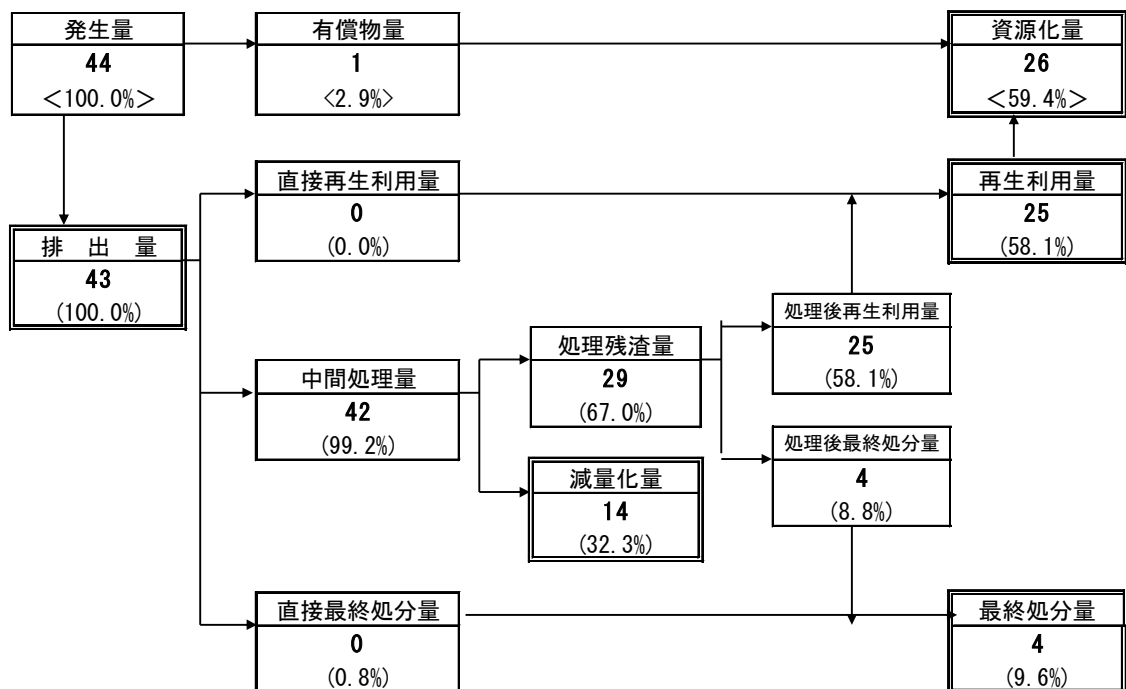 発生量
44
＜100.0%＞
有償物量
1
<2.9%>
資源化量
26
＜59.4%＞
直接再生利用量
0
(0.0%)
再生利用量
25
(58.1%)
排　出　量
43
(100.0%)
処理後再生利用量
25
(58.1%)
処理残渣量
29
(67.0%)
中間処理量
42
(99.2%)
処理後最終処分量
4
(8.8%)
減量化量
14
(32.3%)
直接最終処分量
0
(0.8%)
最終処分量
4
(9.6%)